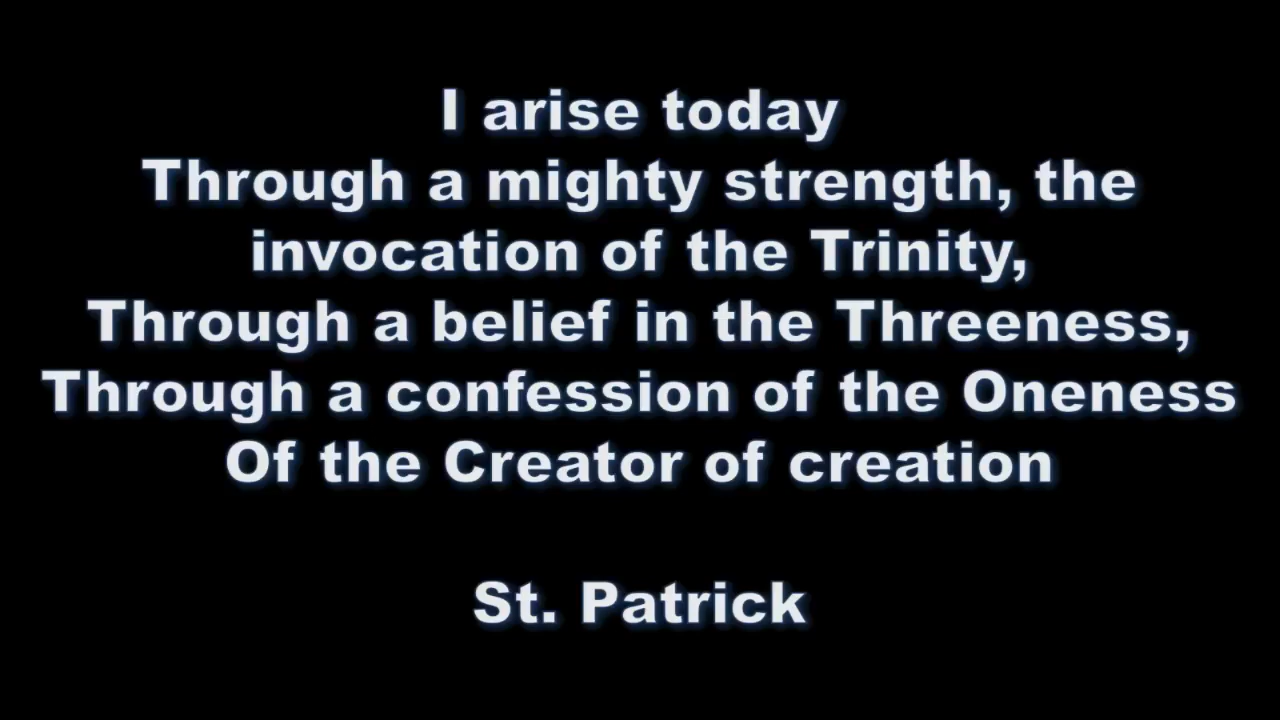 I arise today
Through a mighty strength, the
invocation of the Trinity,
Through a belief in the Threeness,
Through a confession of the Oneness
Of the Creator of creation
St. Patrick